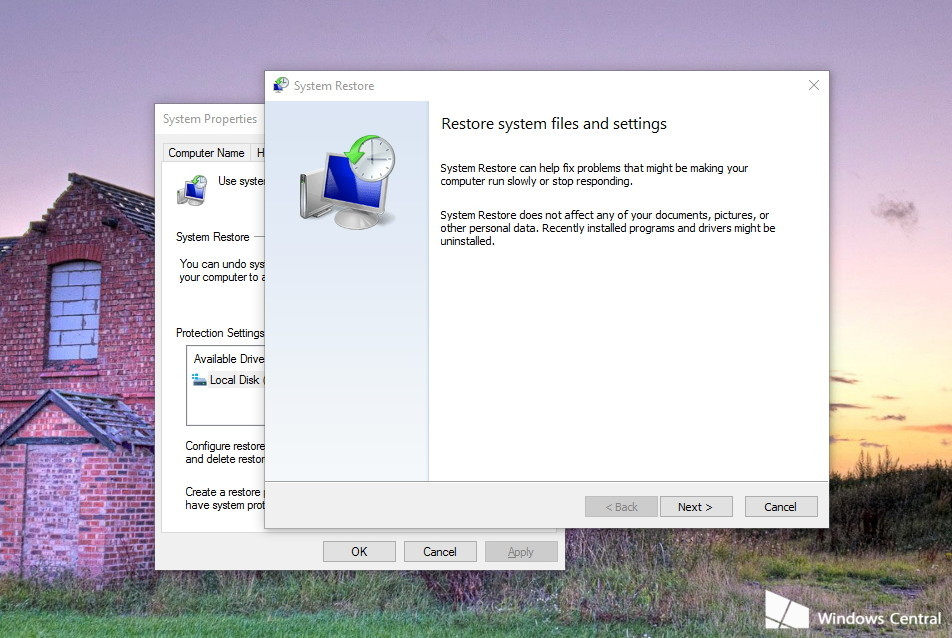 System Restore
Restore system files and settings
System Restore can help fix problems that might be making your
computer run slowly or stop responding.
System Restore does not affect any of your documents, pictures, or
other personal data. Recently installed programs and drivers might be
uninstalled.
< Back
Next >
Cancel
System Properties
Computer Name
H
Use syste
System Restore
You can undo sys
your computer to a
Protection Settings
Available Drive
Local Disk (
Configure restore
and delete restor
Create a restore p
have system prot
OK
Cancel
Apply
Windows Central